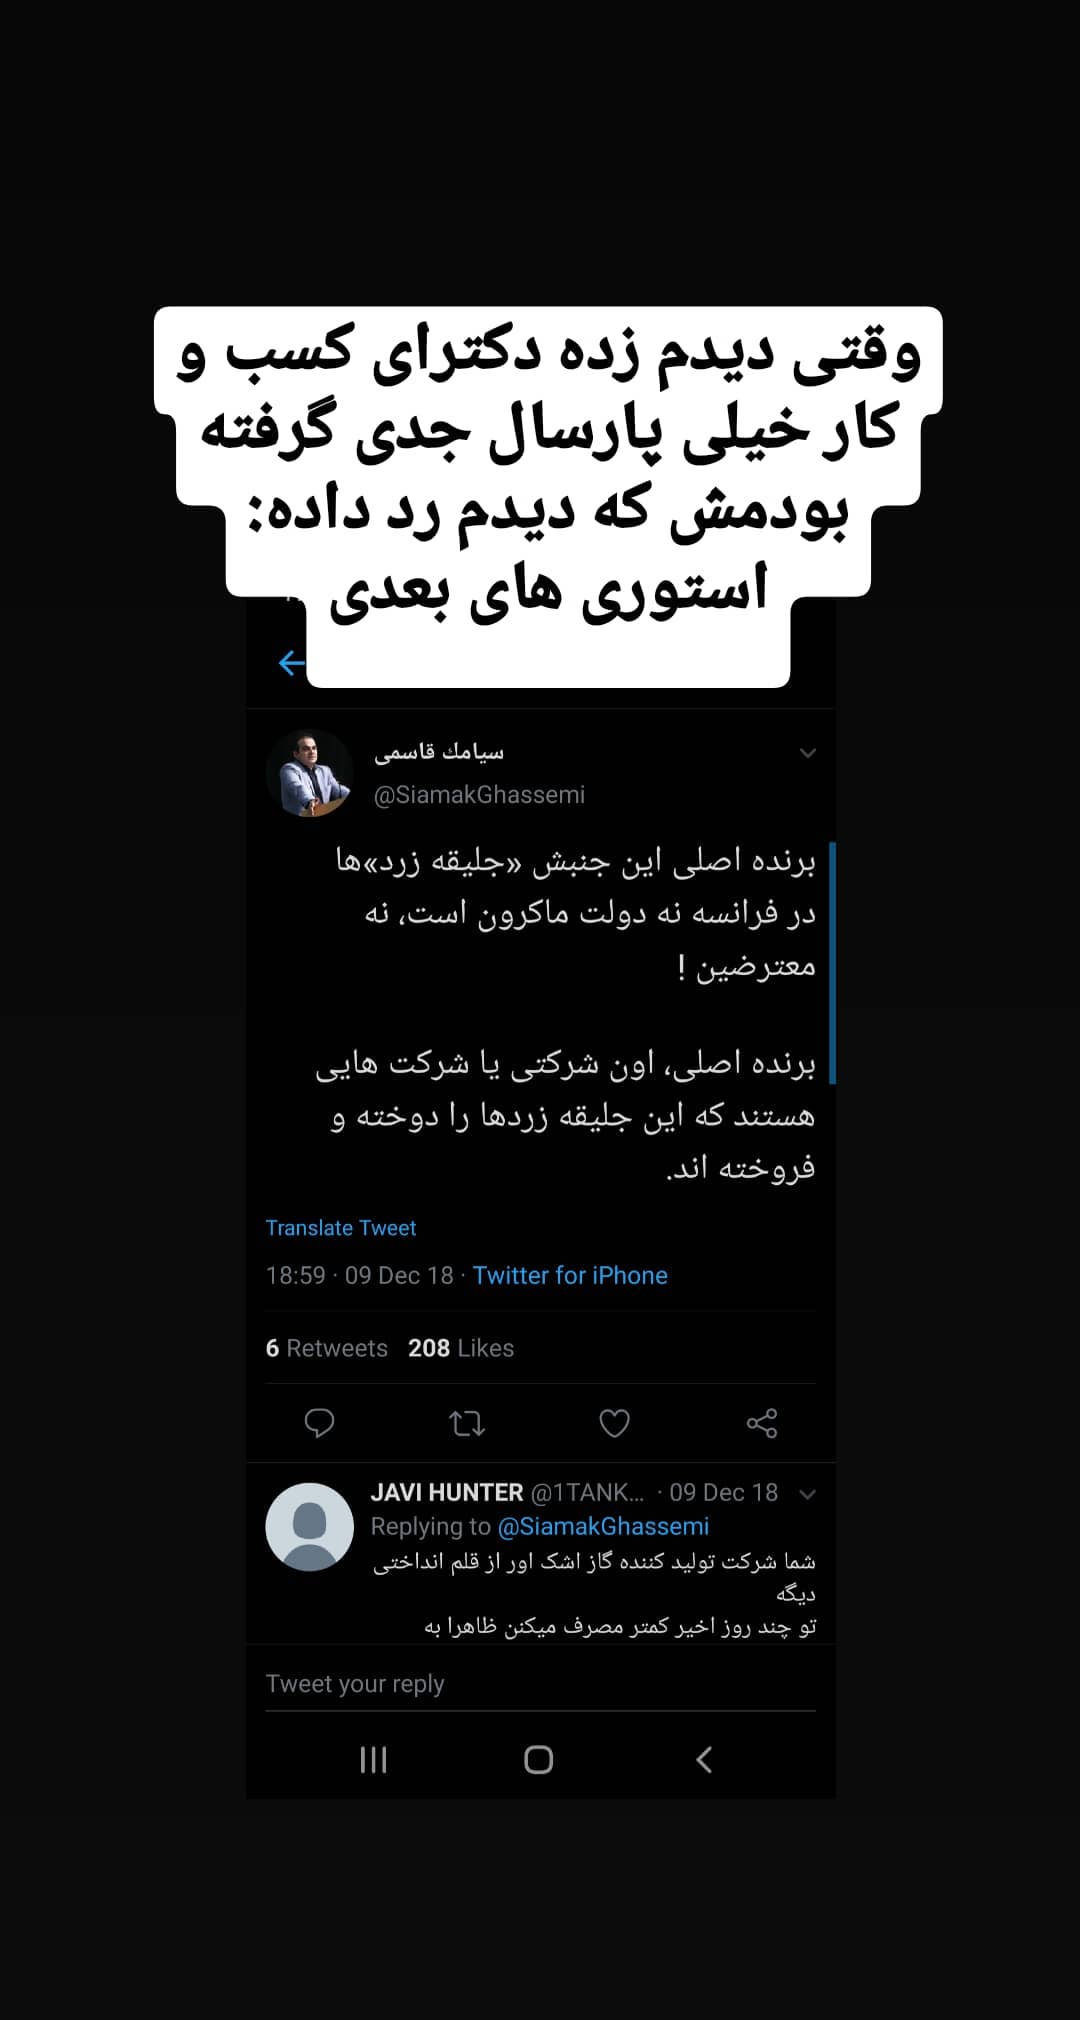 وقتی دیدم زده دکترای کسب و
کار خیلی پارسال جدی گرفته
بودمش که دیدم رد داده:
استوری های بعدی
سيامك قاسمی
@SiamakGhassemi
برنده اصلی این جنبش «جلیقه زرد»ها
در فرانسه نه دولت ماکرون است، نه
معترضین !
برنده اصلی، اون شرکتی یا شرکت هایی
هستند که این جلیقه زردها را دوخته و
فروخته اند.
Translate Tweet
18:59 · 09 Dec 18 · Twitter for iPhone
6 Retweets 208 Likes
JAVI HUNTER @1TANK... · 09 Dec 18
Replying to @SiamakGhassemi
شما شرکت تولید کننده گاز اشک اور از قلم انداختی
دیگه
تو چند روز اخیر کمتر مصرف میکنن ظاهرا به
Tweet your reply